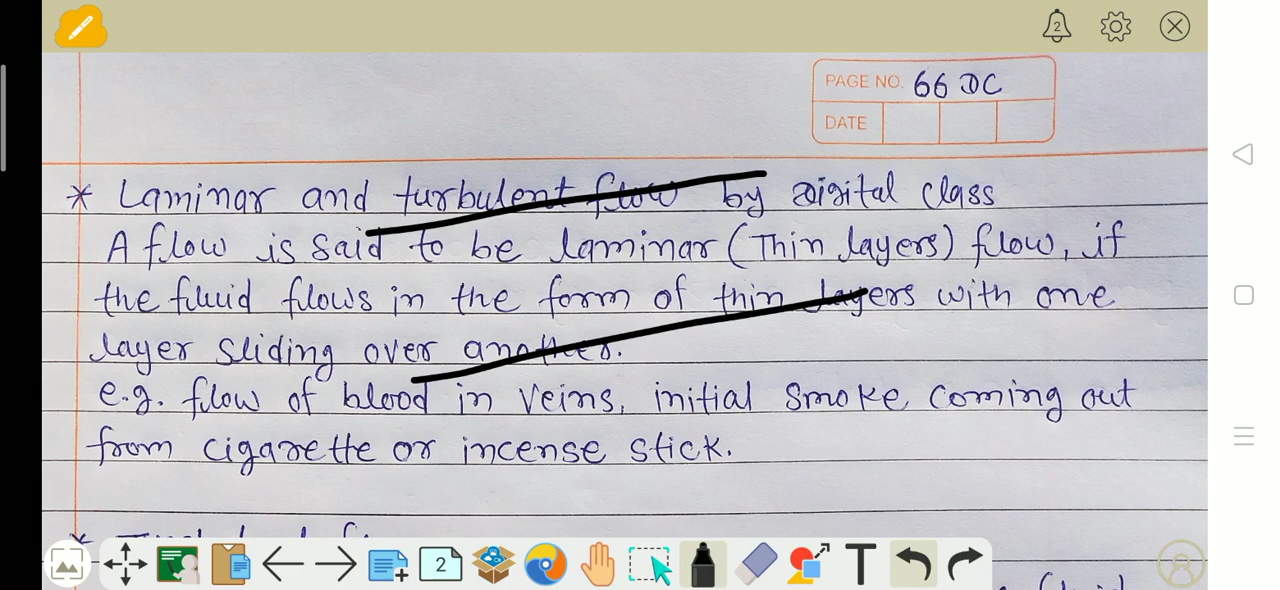 2
PAGE NO. 66 DC
DATE
* Laminar and turbulent flow by Digital Class
A flow is said to be laminar (Thin layers) flow, if
the fluid flows in the form of thin layers with one
layer sliding over another.
e.g. flow of blood in veins, initial smoke coming out
from cigarette or incense stick.
2 T